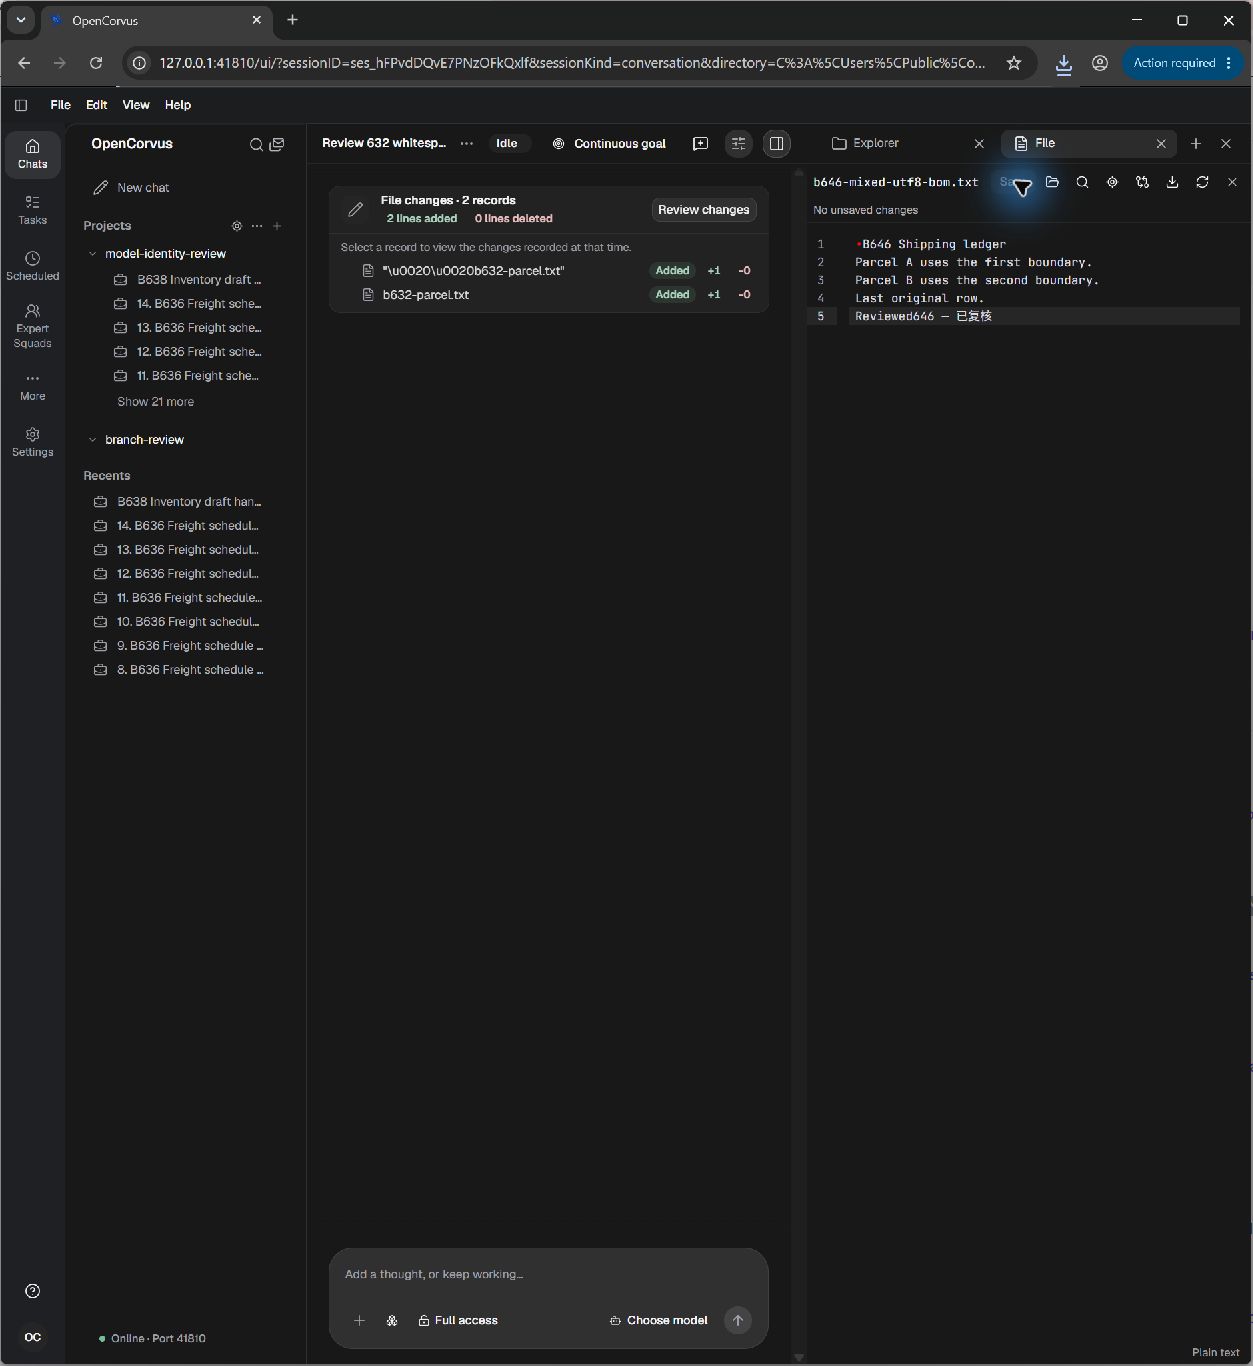 OpenCorvus
127.0.0.1:41810/ui/?sessionID=ses_hFPvdDQvE7PNzOFkQxIf&sessionKind=conversation&directory=C%3A%5CUsers%5CPublic%5Co...
Action required
File Edit View Help
Chats
Tasks
Scheduled
Expert
Squads
More
Settings
OC
OpenCorvus
New chat
Projects
model-identity-review
B638 Inventory draft ...
14. B636 Freight sche...
13. B636 Freight sche...
12. B636 Freight sche...
11. B636 Freight sche...
Show 21 more
branch-review
Recents
B638 Inventory draft han...
14. B636 Freight schedul...
13. B636 Freight schedul...
12. B636 Freight schedul...
11. B636 Freight schedule...
10. B636 Freight schedul...
9. B636 Freight schedule ...
8. B636 Freight schedule ...
Online · Port 41810
Review 632 whitesp... ··· Idle Continuous goal
File changes · 2 records
2 lines added 0 lines deleted
Review changes
Select a record to view the changes recorded at that time.
"\u0020\u0020b632-parcel.txt" Added +1 -0
b632-parcel.txt Added +1 -0
Add a thought, or keep working...
Full access
Choose model
Explorer
File
b646-mixed-utf8-bom.txt
No unsaved changes
1 •B646 Shipping ledger
2 Parcel A uses the first boundary.
3 Parcel B uses the second boundary.
4 Last original row.
5 Reviewed646 — 已复核
Plain text